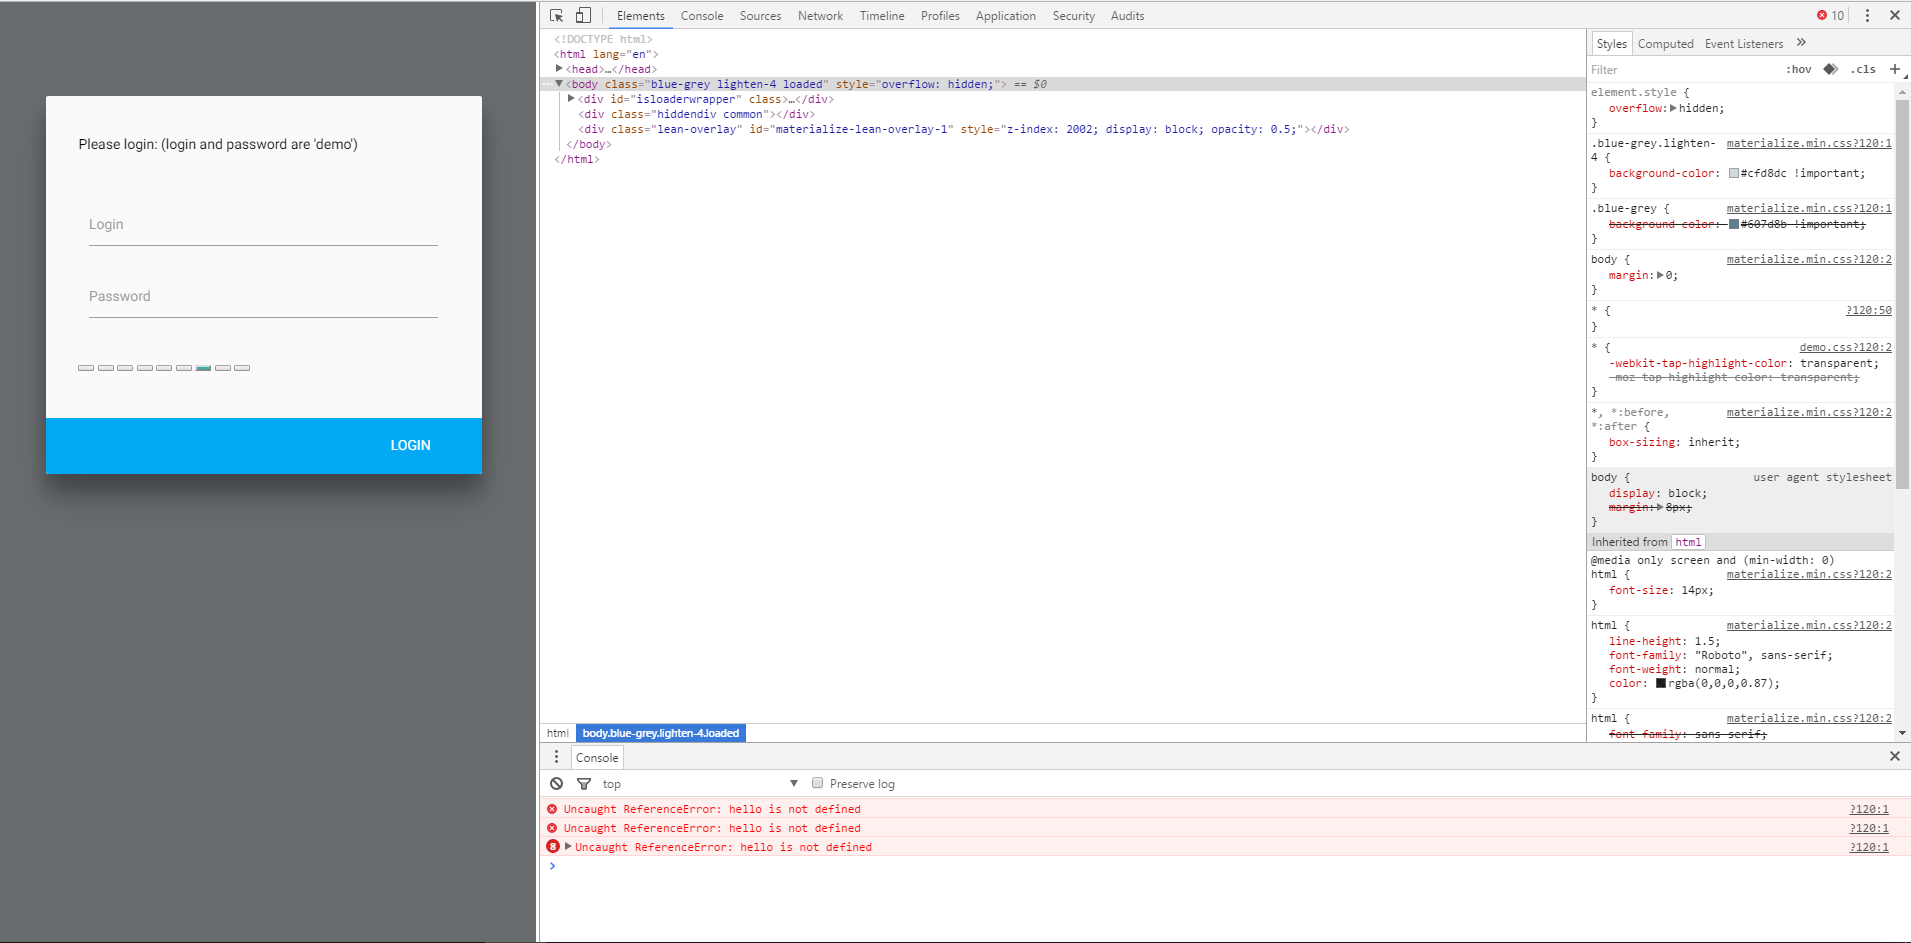 Please login: (login and password are 'demo')
Login
Password
LOGIN
Elements Console Sources Network Timeline Profiles Application Security Audits 10
<!DOCTYPE html>
<html lang="en">
<head>…</head>
<body class="blue-grey lighten-4 loaded" style="overflow: hidden;"> == $0
<div id="isloaderwrapper" class>…</div>
<div class="hiddendiv common"></div>
<div class="lean-overlay" id="materialize-lean-overlay-1" style="z-index: 2002; display: block; opacity: 0.5;"></div>
</body>
</html>
html body.blue-grey.lighten-4.loaded
Styles Computed Event Listeners »
Filter :hov .cls +
element.style {
overflow: hidden;
}
.blue-grey.lighten- materialize.min.css?120:1
4 {
background-color: #cfd8dc !important;
}
.blue-grey { materialize.min.css?120:1
background-color: #607d8b !important;
}
body { materialize.min.css?120:2
margin: 0;
}
* { ?120:50
}
* { demo.css?120:2
-webkit-tap-highlight-color: transparent;
-moz-tap-highlight-color: transparent;
}
*, *:before, materialize.min.css?120:2
*:after {
box-sizing: inherit;
}
body { user agent stylesheet
display: block;
margin: 8px;
}
Inherited from html
@media only screen and (min-width: 0)
html { materialize.min.css?120:2
font-size: 14px;
}
html { materialize.min.css?120:2
line-height: 1.5;
font-family: "Roboto", sans-serif;
font-weight: normal;
color: rgba(0,0,0,0.87);
}
html { materialize.min.css?120:2
font-family: sans-serif;
Console
top Preserve log
Uncaught ReferenceError: hello is not defined ?120:1
Uncaught ReferenceError: hello is not defined ?120:1
8 Uncaught ReferenceError: hello is not defined ?120:1
>